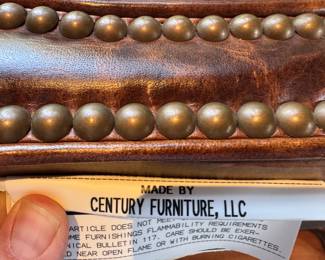 MADE BY
CENTURY FURNITURE, LLC
ARTICLE DOES NOT MEET
FURNISHINGS FLAMMABILITY REQUIREMENTS
BULLETIN 117. CARE SHOULD BE EXER-
NEAR OPEN FLAME OR WITH BURNING CIGARETTES.